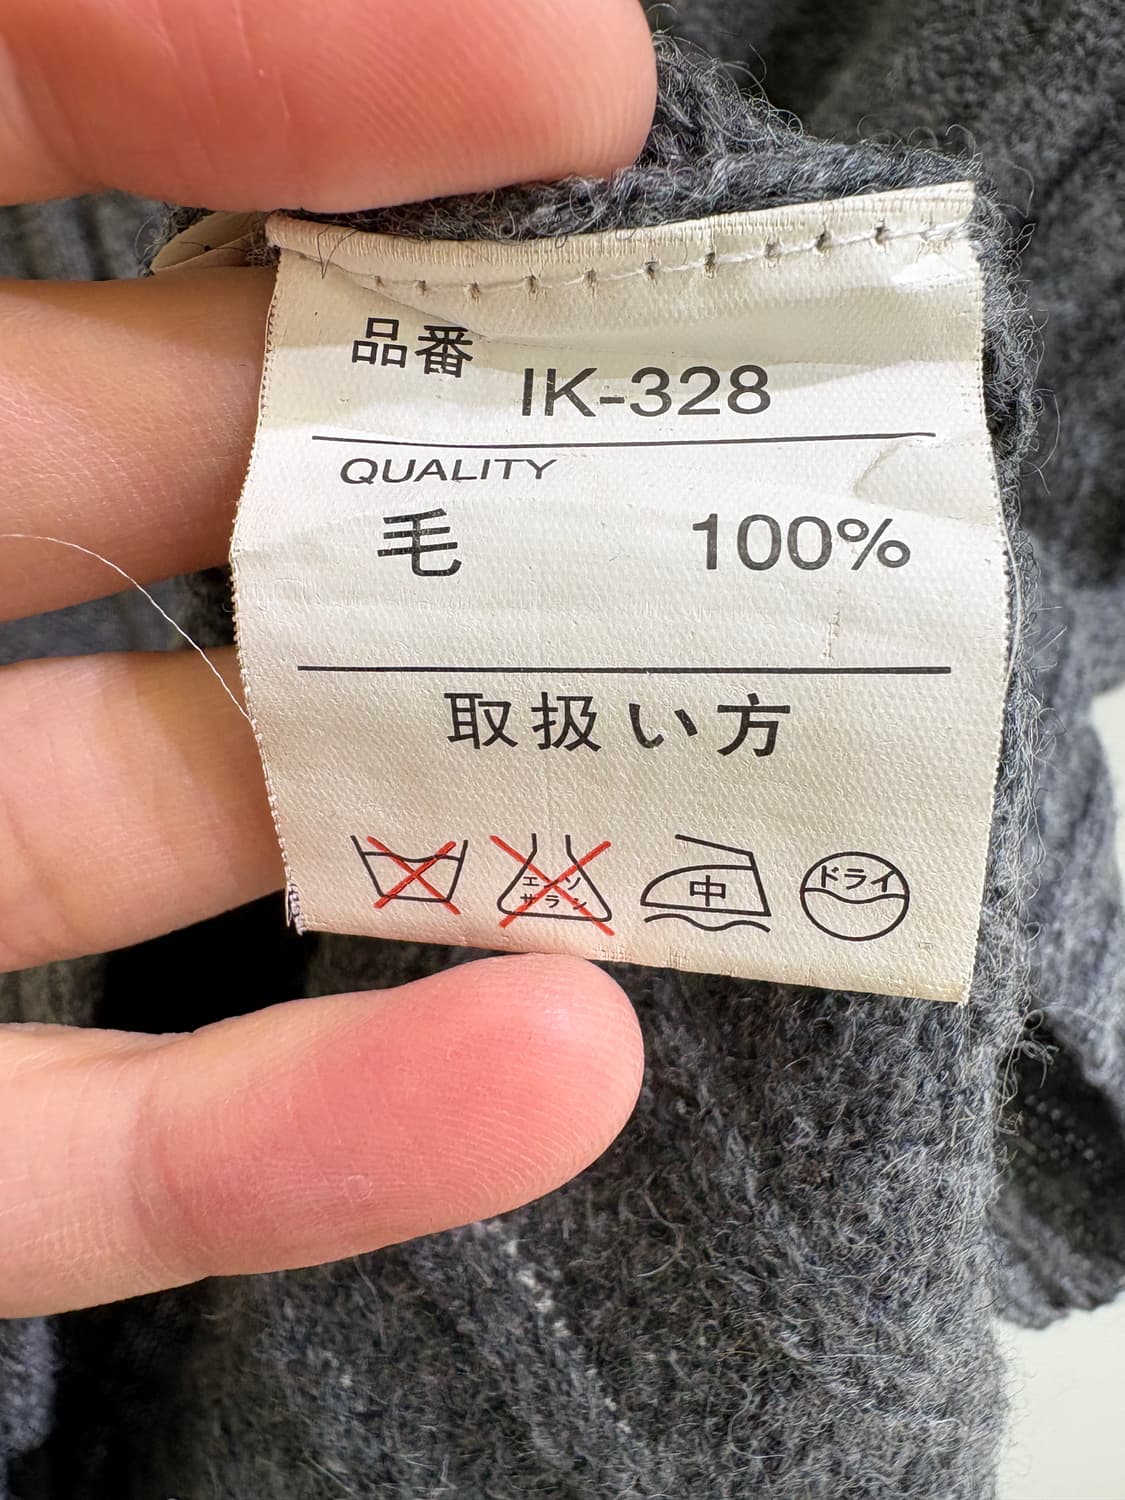 品番
IK-328
QUALITY
毛 100%
取扱い方
エンソ
サラシ
中
ドライ